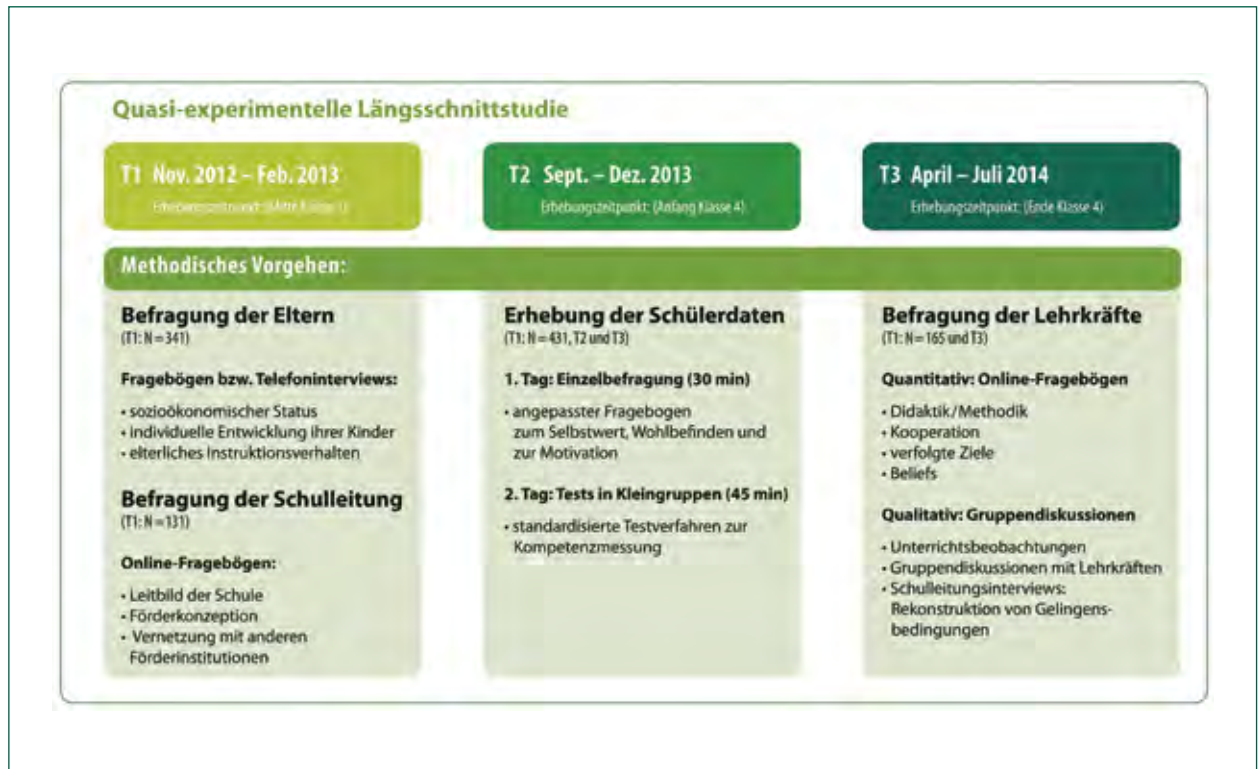 Quasi-experimentelle Längsschnittstudie
T1 Nov. 2012 – Feb. 2013
Erhebungszeitpunkt: (Mitte Klasse
T2 Sept. – Dez. 2013
Erhebungszeitpunkt: (Anfang Klasse 4)
T3 April – Juli 2014
Erhebungszeitpunkt: (Ende Klasse 4)
Methodisches Vorgehen:
Befragung der Eltern
(T1: N = 341)
Fragebögen bzw. Telefoninterviews:
• sozioökonomischer Status
• individuelle Entwicklung ihrer Kinder
• elterliches Instruktionsverhalten
Befragung der Schulleitung
(T1: N = 131)
Online-Fragebögen:
• Leitbild der Schule
• Förderkonzeption
• Vernetzung mit anderen
Förderinstitutionen
Erhebung der Schülerdaten
(T1: N = 431, T2 und T3)
1. Tag: Einzelbefragung (30 min)
• angepasster Fragebogen
zum Selbstwert, Wohlbefinden und
zur Motivation
2. Tag: Tests in Kleingruppen (45 min)
• standardisierte Testverfahren zur
Kompetenzmessung
Befragung der Lehrkräfte
(T1: N = 165 und T3)
Quantitativ: Online-Fragebögen
• Didaktik/Methodik
• Kooperation
• verfolgte Ziele
• Beliefs
Qualitativ: Gruppendiskussionen
• Unterrichtsbeobachtungen
• Gruppendiskussionen mit Lehrkräften
• Schulleitungsinterviews:
Rekonstruktion von Gelingens-
bedingungen